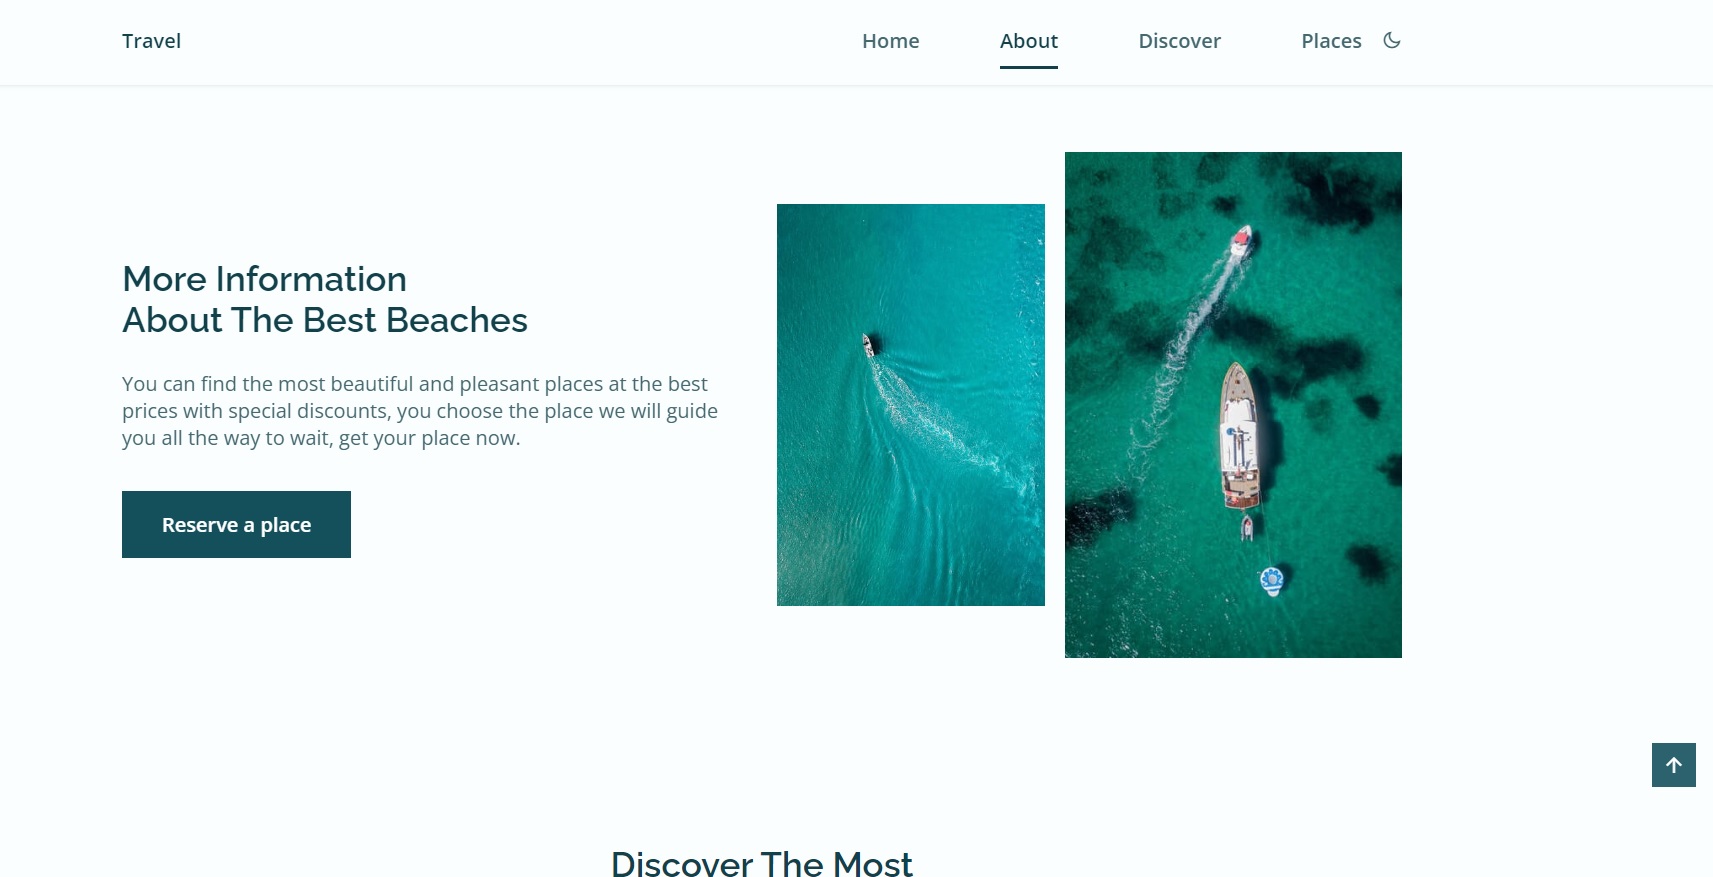 Travel
Home
About
Discover
Places
More Information
About The Best Beaches
You can find the most beautiful and pleasant places at the best
prices with special discounts, you choose the place we will guide
you all the way to wait, get your place now.
Reserve a place
Discover The Most